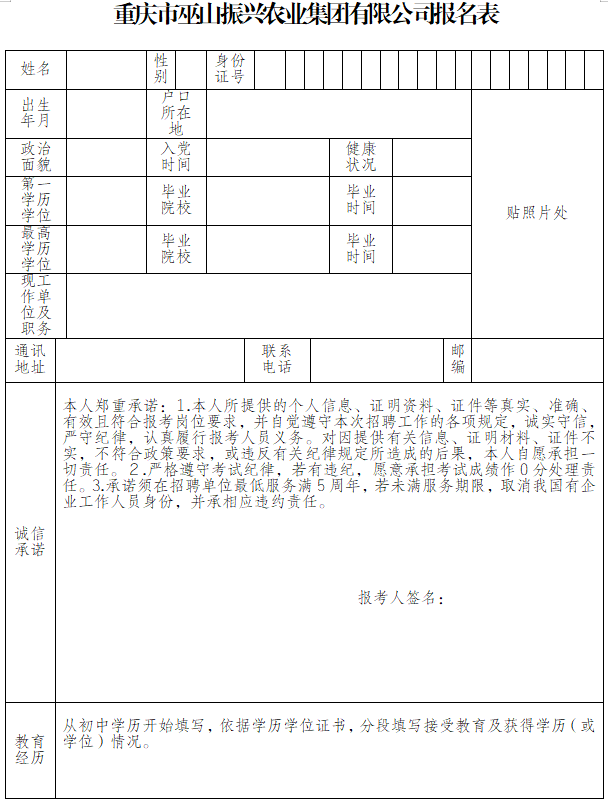 重庆市巫山振兴农业集团有限公司报名表
姓名
性别
身份证号
出生年月
户口所在地
政治面貌
入党时间
健康状况
贴照片处
第一学历学位
毕业院校
毕业时间
最高学历学位
毕业院校
毕业时间
现工作单位及职务
通讯地址
联系电话
邮编
诚信承诺
本人郑重承诺：1.本人所提供的个人信息、证明资料、证件等真实、准确、
有效且符合报考岗位要求，并自觉遵守本次招聘工作的各项规定，诚实守信，
严守纪律，认真履行报考人员义务。对因提供有关信息、证明材料、证件不
实，不符合政策要求，或违反有关纪律规定所造成的后果，本人自愿承担一
切责任。2.严格遵守考试纪律，若有违纪，愿意承担考试成绩作0分处理责
任。3.承诺须在招聘单位最低服务满5周年，若未满服务期限，取消我国有企
业工作人员身份，并承相应违约责任。
报考人签名：
教育经历
从初中学历开始填写，依据学历学位证书，分段填写接受教育及获得学历（或
学位）情况。